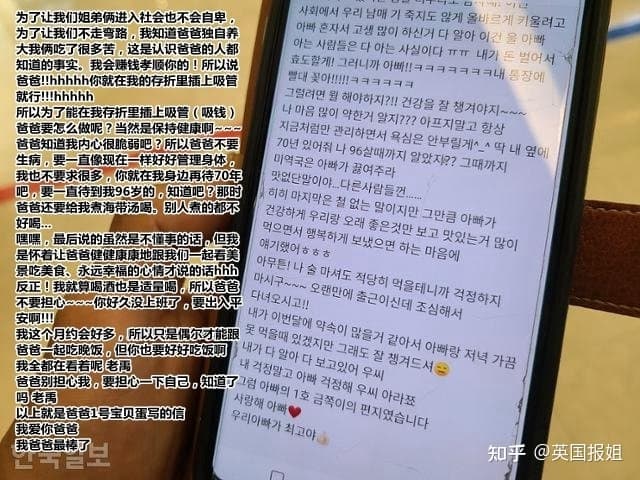 为了让我们姐弟俩进入社会也不会自卑，
为了让我们不走弯路，我知道爸爸独自养
大我俩吃了很多苦，这是认识爸爸的人都
知道的事实。我会赚钱孝顺你的！所以说
爸爸!!hhhhh你就在我的存折里插上吸管
就行!!!hhhhh
所以为了能在我存折里插上吸管（吸钱）
爸爸要怎么做呢？当然是保持健康啊~~~
爸爸知道我内心很脆弱吧？所以爸爸不要
生病，要一直像现在一样好好管理身体，
我也不要求很多，你就在我身边再待70年
吧，要一直待到我96岁的，知道吧？那时
爸爸还要给我煮海带汤喝。别人煮的都不
好喝...
嘿嘿，最后说的虽然是不懂事的话，但我
是怀着让爸爸健健康康地跟我们一起看美
景吃美食、永远幸福的心情才说的话hhh
反正！我就算喝酒也是适量喝，所以爸爸
不要担心~~~你好久没上班了，要出入平
安啊!!!
我这个月约会好多，所以只是偶尔才能跟
爸爸一起吃晚饭，但你也要好好吃饭啊
我全都在看着呢 老禹
爸爸别担心我，要担心一下自己，知道了
吗 老禹
以上就是爸爸1号宝贝蛋写的信
我爱你爸爸
我爸爸最棒了
한국일보
사회에서 우리 남매 기 죽지도 않게 올바르게 키울려고
아빠 혼자서 고생 많이 하신거 다 알아 이건 울 아빠
아는 사람들은 다 아는 사실이다 ㅠㅠ 내가 돈 벌어서
효도할게! 그러니까 아빠!!ㅋㅋㅋㅋㅋㅋㅋ내 통장에
빨대 꽂아!!!!!ㅋㅋㅋㅋㅋㅋ
그럴려면 뭘 해야하지?!! 건강을 잘 챙겨야지~~~
나 마음 많이 약한거 알지??? 아프지말고 항상
지금처럼만 관리하면서 욕심은 안부릴게^_^ 딱 내 옆에
70년 있어줘 나 96살때까지 알았지?? 그때까지
미역국은 아빠가 끓여주라
맛없단말이야..다른사람들껀......
히히 마지막은 철 없는 말이지만 그만큼 아빠가
건강하게 우리랑 오래 좋은것만 보고 맛있는거 많이
먹으면서 행복하게 보냈으면 하는 마음에
얘기했어ㅎㅎㅎ
아무튼! 나 술 마셔도 적당히 먹을테니까 걱정하지
마시구~~~ 오랜만에 출근이신데 조심해서
다녀오시고!!
내가 이번달에 약속이 많을거 같아서 아빠랑 저녁 가끔
못 먹을때 있겠지만 그래도 잘 챙겨드셔😑
내가 다 알아 다 보고있어 우씨
내 걱정말고 아빠 걱정해 우씨 아라쪄
그럼 아빠의 1호 금쪽이의 편지였습니다
사랑해 아빠❤️
우리아빠가 최고야👍🏻
知乎 @英国报姐